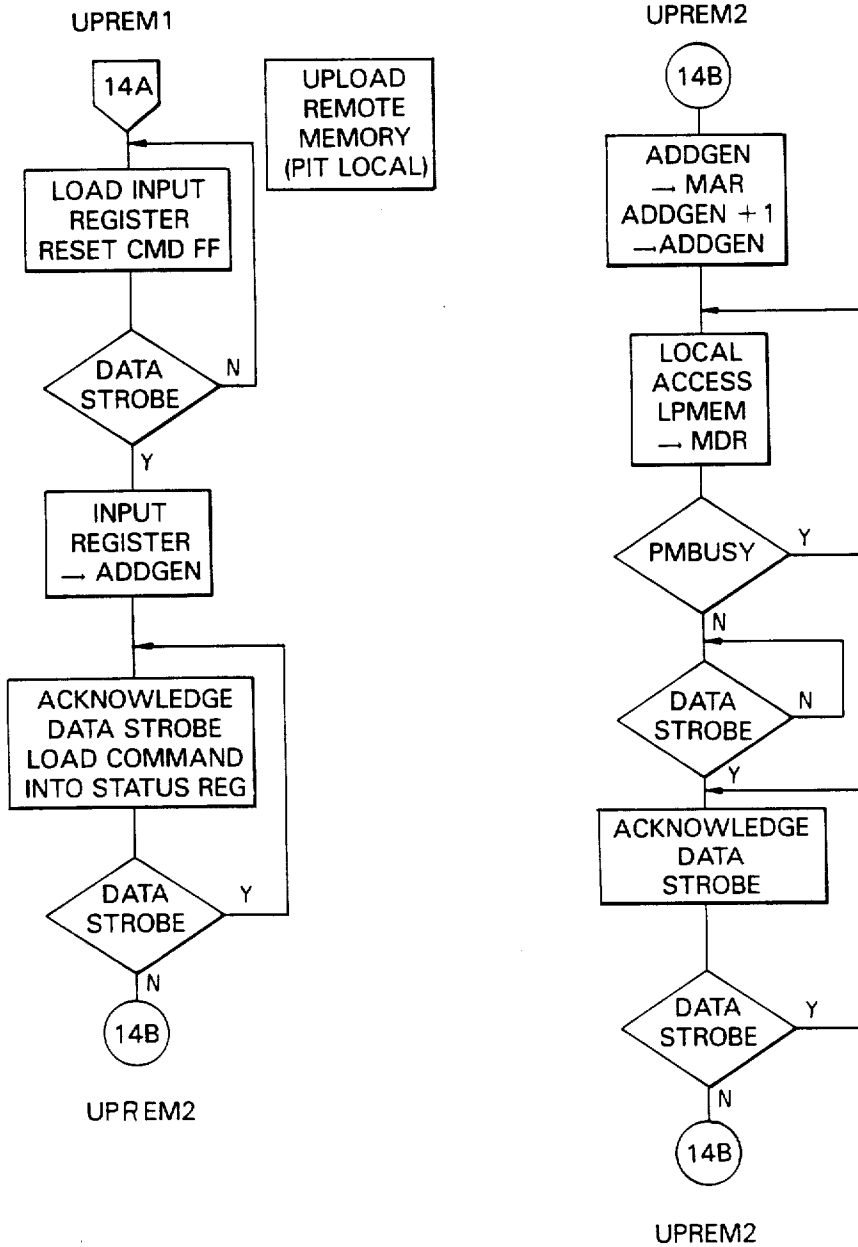 UPREM1
14A
UPLOAD
REMOTE
MEMORY
(PIT LOCAL)
LOAD INPUT
REGISTER
RESET CMD FF
DATA
STROBE
N
Y
INPUT
REGISTER
→ ADDGEN
ACKNOWLEDGE
DATA STROBE
LOAD COMMAND
INTO STATUS REG
DATA
STROBE
Y
N
14B
UPREM2
UPREM2
14B
ADDGEN
→ MAR
ADDGEN + 1
→ ADDGEN
LOCAL
ACCESS
LPMEM
→ MDR
PMBUSY
Y
N
DATA
STROBE
N
Y
ACKNOWLEDGE
DATA
STROBE
DATA
STROBE
Y
N
14B
UPREM2